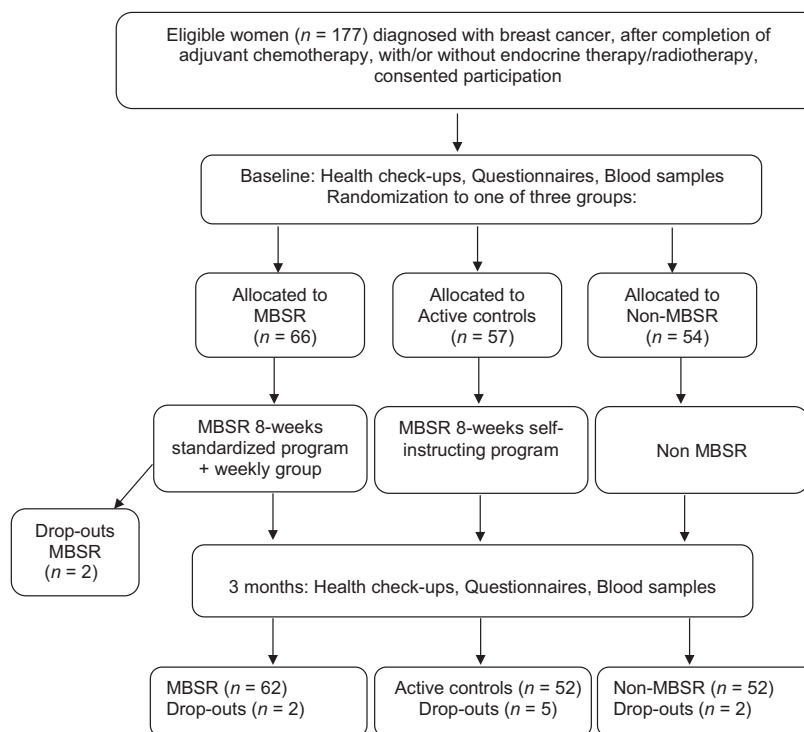 Eligible women (n = 177) diagnosed with breast cancer, after completion of
adjuvant chemotherapy, with/or without endocrine therapy/radiotherapy,
consented participation
Baseline: Health check-ups, Questionnaires, Blood samples
Randomization to one of three groups:
Allocated to
MBSR
(n = 66)
Allocated to
Active controls
(n = 57)
Allocated to
Non-MBSR
(n = 54)
MBSR 8-weeks
standardized program
+ weekly group
MBSR 8-weeks self-
instructing program
Non MBSR
Drop-outs
MBSR
(n = 2)
3 months: Health check-ups, Questionnaires, Blood samples
MBSR (n = 62)
Drop-outs (n = 2)
Active controls (n = 52)
Drop-outs (n = 5)
Non-MBSR (n = 52)
Drop-outs (n = 2)